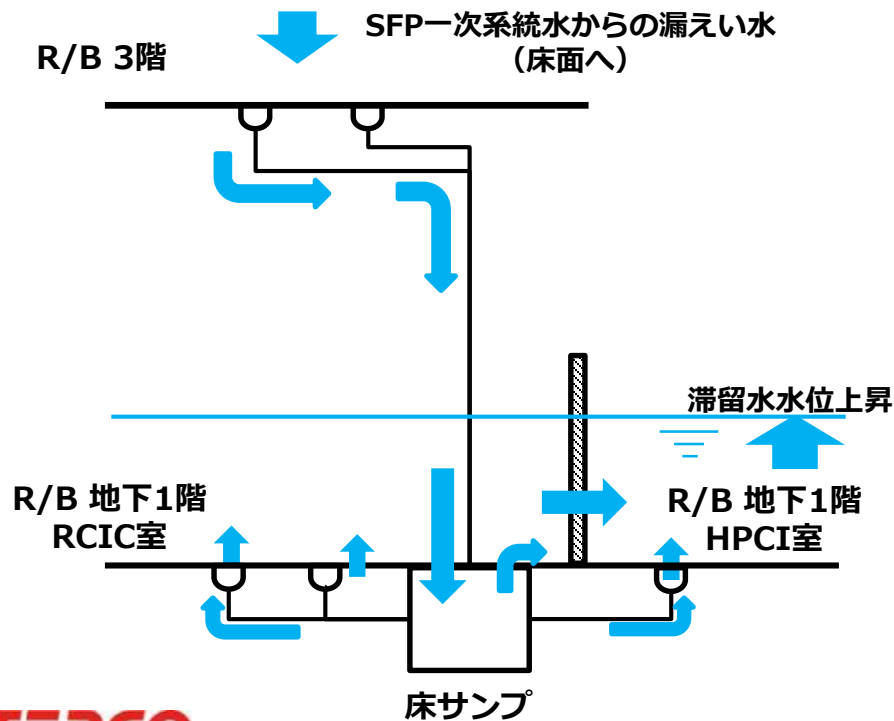 SFP一次系統水からの漏えい水
（床面へ）
R/B 3階
滞留水水位上昇
R/B 地下1階
RCIC室
R/B 地下1階
HPCI室
床サンプ